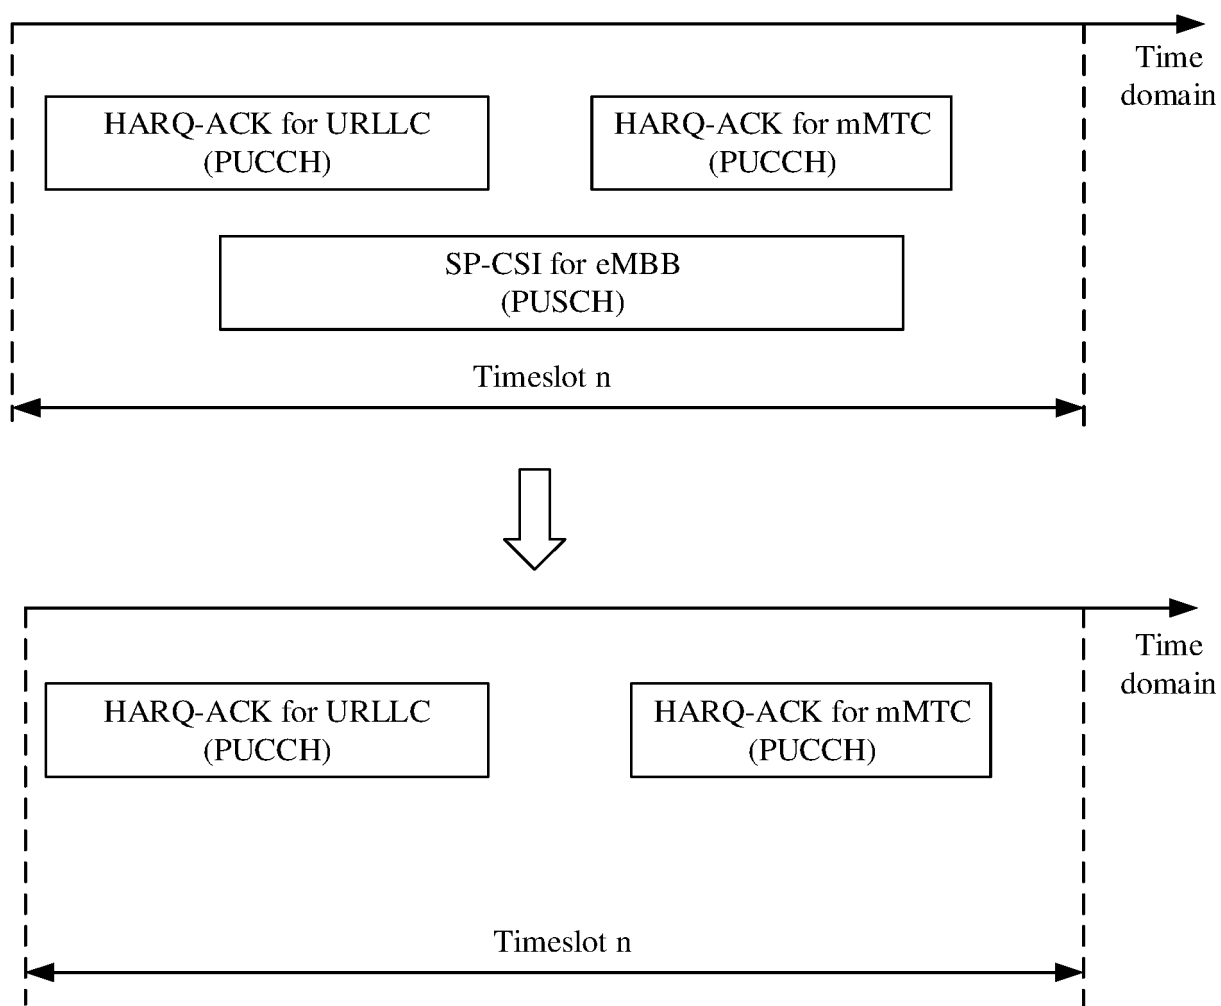 Time
domain
HARQ-ACK for URLLC
(PUCCH)
HARQ-ACK for mMTC
(PUCCH)
SP-CSI for eMBB
(PUSCH)
Timeslot n
Time
domain
HARQ-ACK for URLLC
(PUCCH)
HARQ-ACK for mMTC
(PUCCH)
Timeslot n